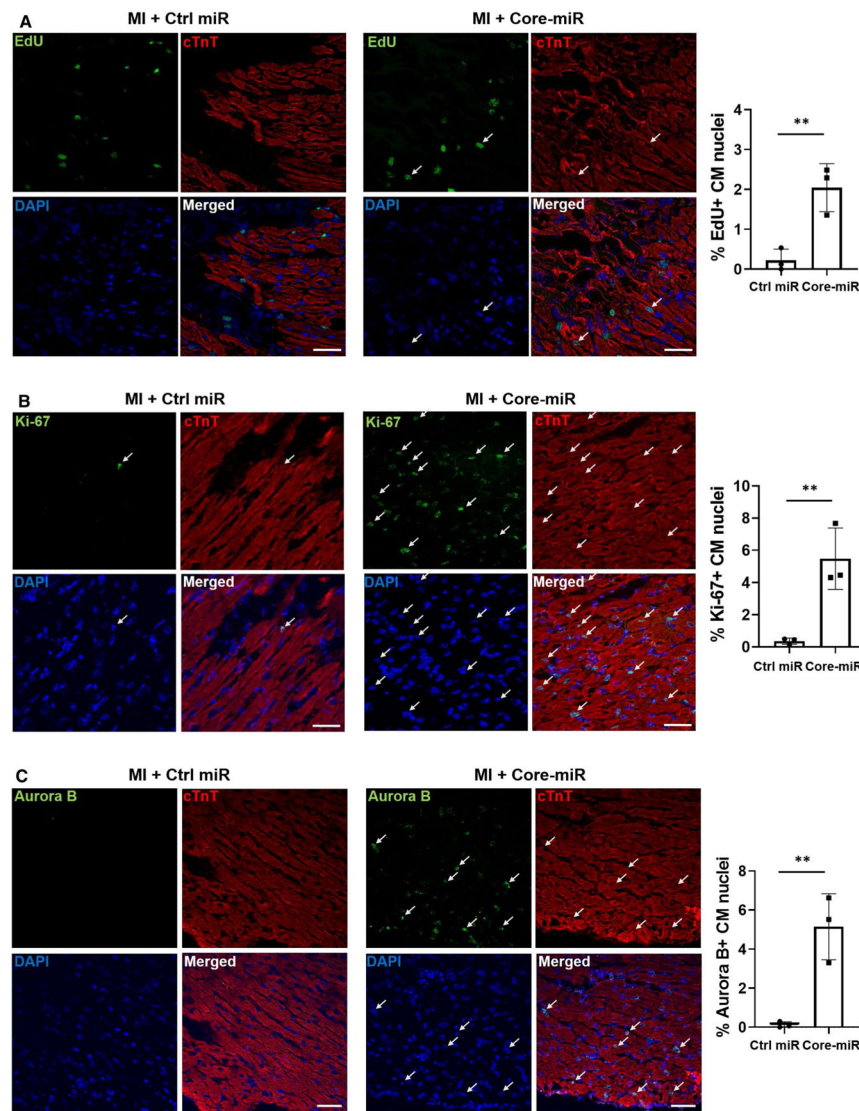 A
MI + Ctrl miR
MI + Core-miR
EdU
cTnT
EdU
cTnT
DAPI
Merged
DAPI
Merged
% EdU+ CM nuclei
4
3
2
1
0
**
Ctrl miR Core-miR
B
MI + Ctrl miR
MI + Core-miR
Ki-67
cTnT
Ki-67
cTnT
DAPI
Merged
DAPI
Merged
% Ki-67+ CM nuclei
10
8
6
4
2
0
**
Ctrl miR Core-miR
C
MI + Ctrl miR
MI + Core-miR
Aurora B
cTnT
Aurora B
cTnT
DAPI
Merged
DAPI
Merged
% Aurora B+ CM nuclei
8
6
4
2
0
**
Ctrl miR Core-miR